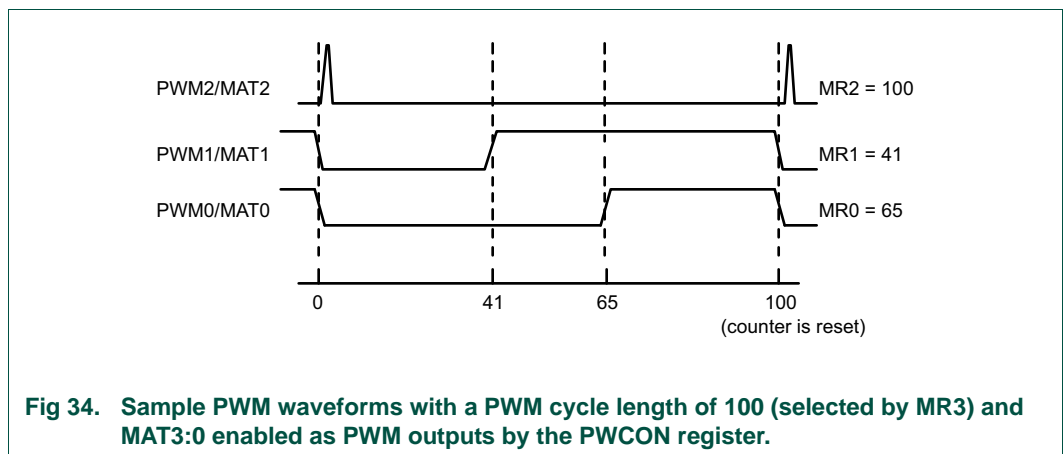 PWM2/MAT2
MR2 = 100
PWM1/MAT1
MR1 = 41
PWM0/MAT0
MR0 = 65
0
41
65
100
(counter is reset)
Fig 34. Sample PWM waveforms with a PWM cycle length of 100 (selected by MR3) and
MAT3:0 enabled as PWM outputs by the PWCON register.